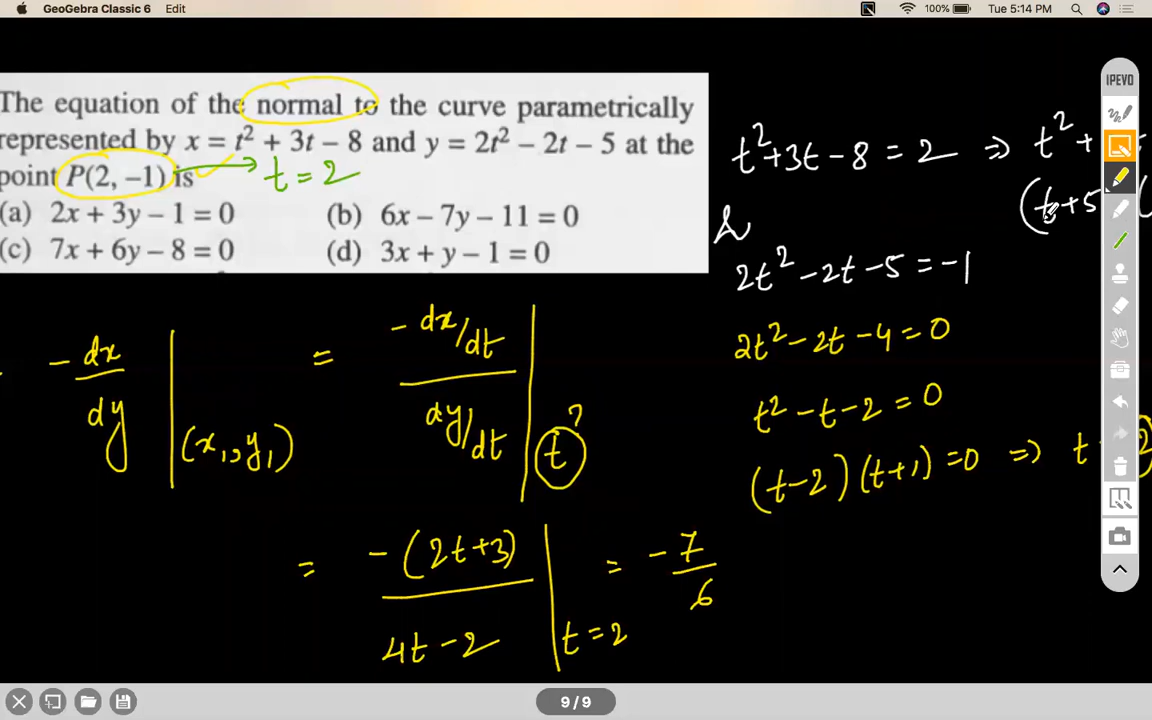 GeoGebra Classic 6 Edit 100% Tue 5:14 PM
IPEVO
The equation of the normal to the curve parametrically
represented by x = t² + 3t − 8 and y = 2t² − 2t − 5 at the
point P(2, −1) is t = 2
(a) 2x + 3y − 1 = 0 (b) 6x − 7y − 11 = 0
(c) 7x + 6y − 8 = 0 (d) 3x + y − 1 = 0
t²+3t−8 = 2 ⇒ t² +
(t+5 (
&
2t² −2t −5 = −1
2t² −2t −4 = 0
t² − t − 2 = 0
(t−2)(t+1) = 0 ⇒ t 2
− dx/dy |(x₁, y₁) = − dx/dt / dy/dt | t ?
= −(2t+3) / 4t − 2 | t = 2 = − 7/6
9 / 9